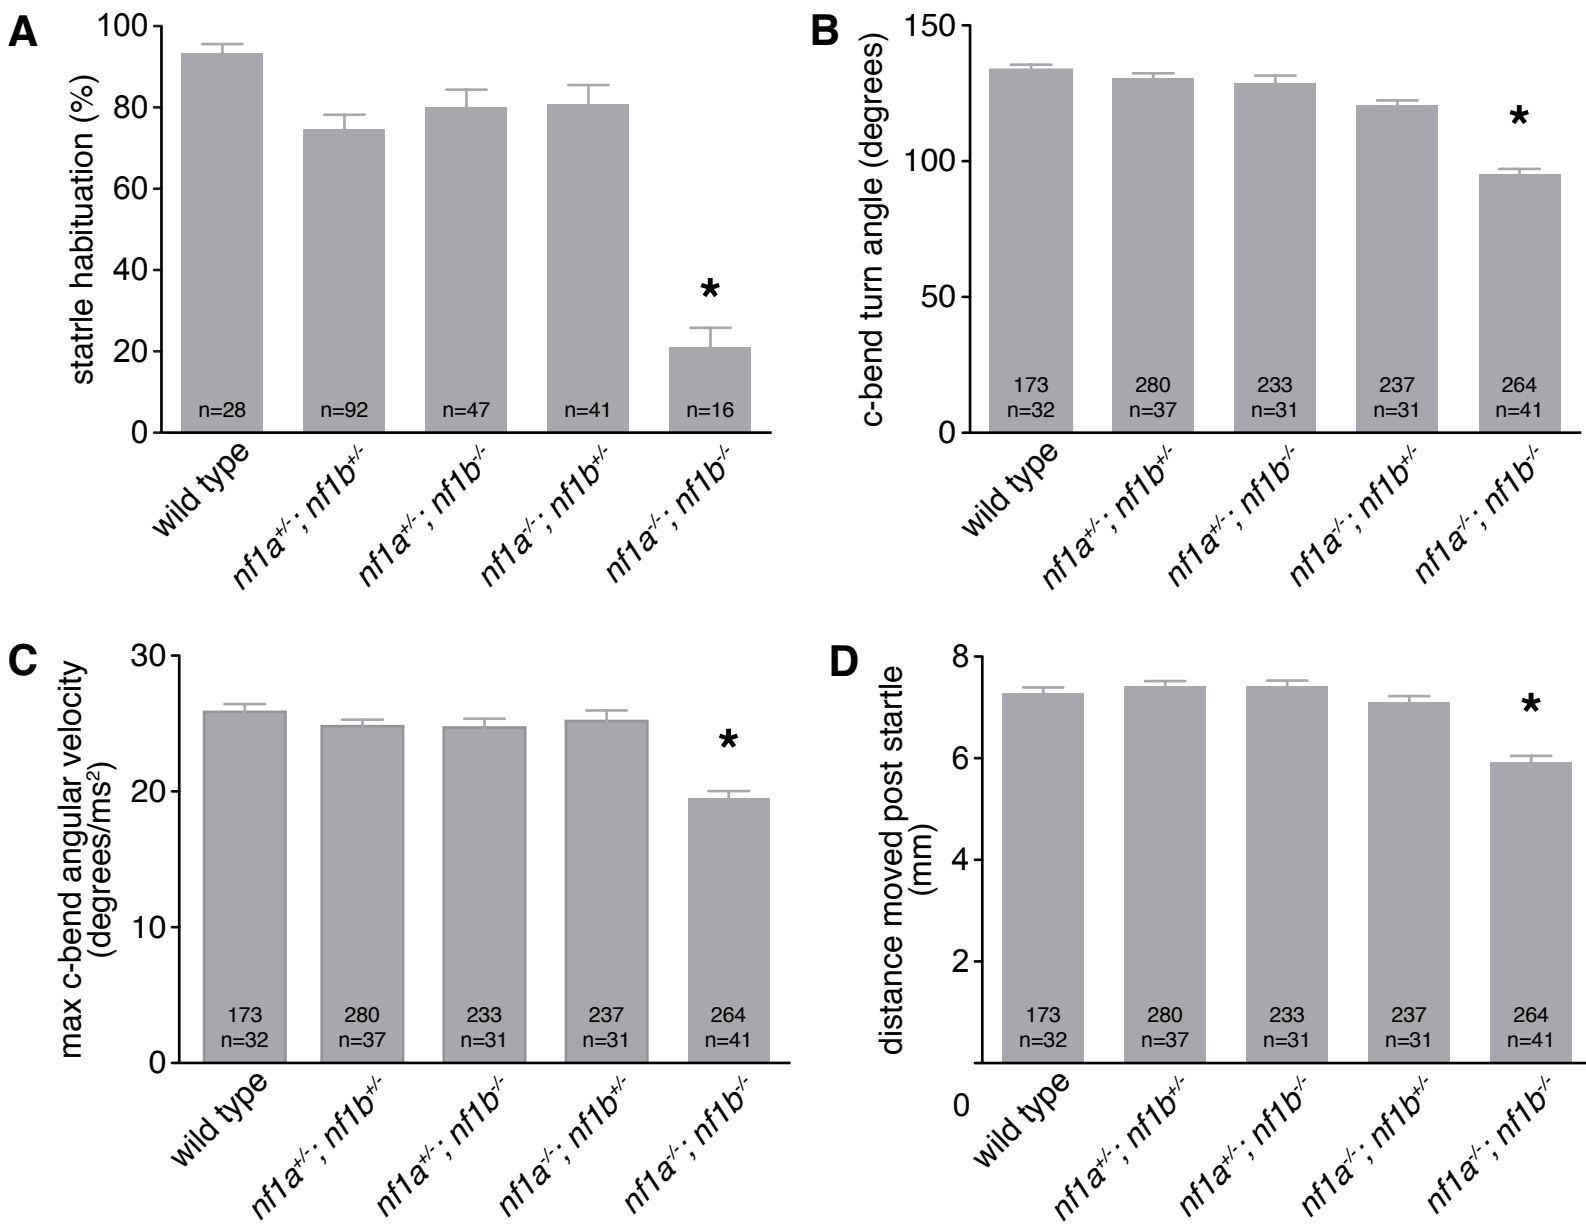 A
statrle habituation (%)
100
80
60
40
20
0
n=28
n=92
n=47
n=41
n=16
*
wild type
nf1a+/-; nf1b+/-
nf1a+/-; nf1b-/-
nf1a-/-; nf1b+/-
nf1a-/-; nf1b-/-
B
c-bend turn angle (degrees)
150
100
50
0
173
n=32
280
n=37
233
n=31
237
n=31
264
n=41
*
wild type
nf1a+/-; nf1b+/-
nf1a+/-; nf1b-/-
nf1a-/-; nf1b+/-
nf1a-/-; nf1b-/-
C
max c-bend angular velocity
(degrees/ms²)
30
20
10
0
173
n=32
280
n=37
233
n=31
237
n=31
264
n=41
*
wild type
nf1a+/-; nf1b+/-
nf1a+/-; nf1b-/-
nf1a-/-; nf1b+/-
nf1a-/-; nf1b-/-
D
distance moved post startle
(mm)
8
6
4
2
0
173
n=32
280
n=37
233
n=31
237
n=31
264
n=41
*
wild type
nf1a+/-; nf1b+/-
nf1a+/-; nf1b-/-
nf1a-/-; nf1b+/-
nf1a-/-; nf1b-/-